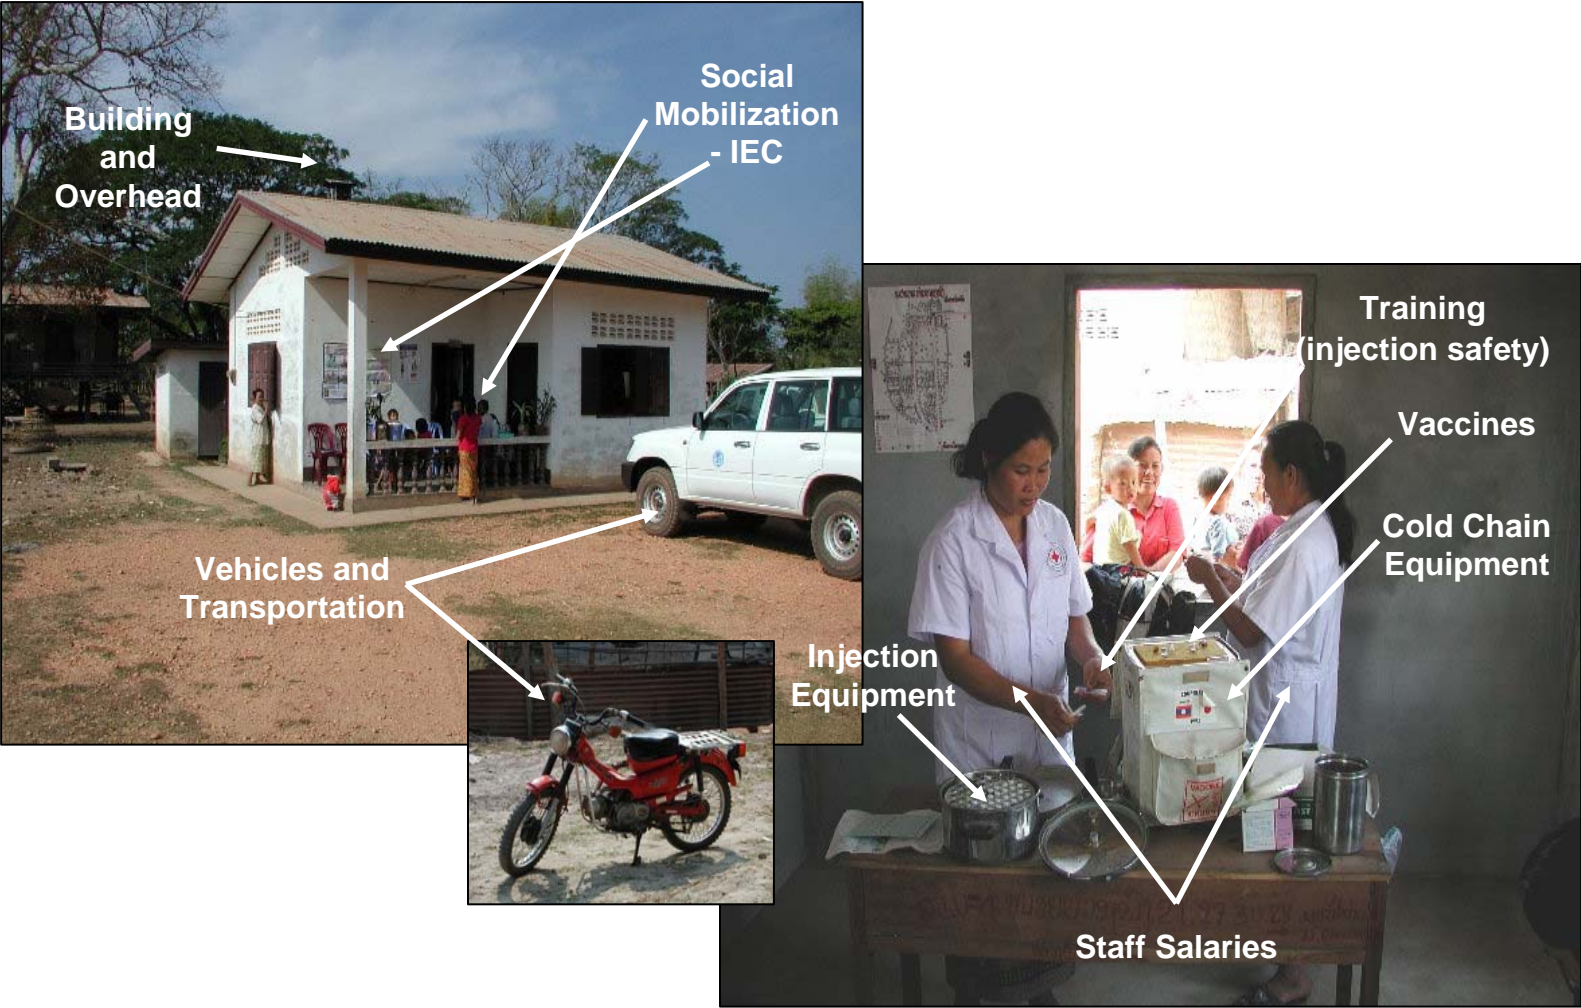 Building
and
Overhead
Social
Mobilization
- IEC
Vehicles and
Transportation
Training
(injection safety)
Vaccines
Cold Chain
Equipment
Injection
Equipment
Staff Salaries